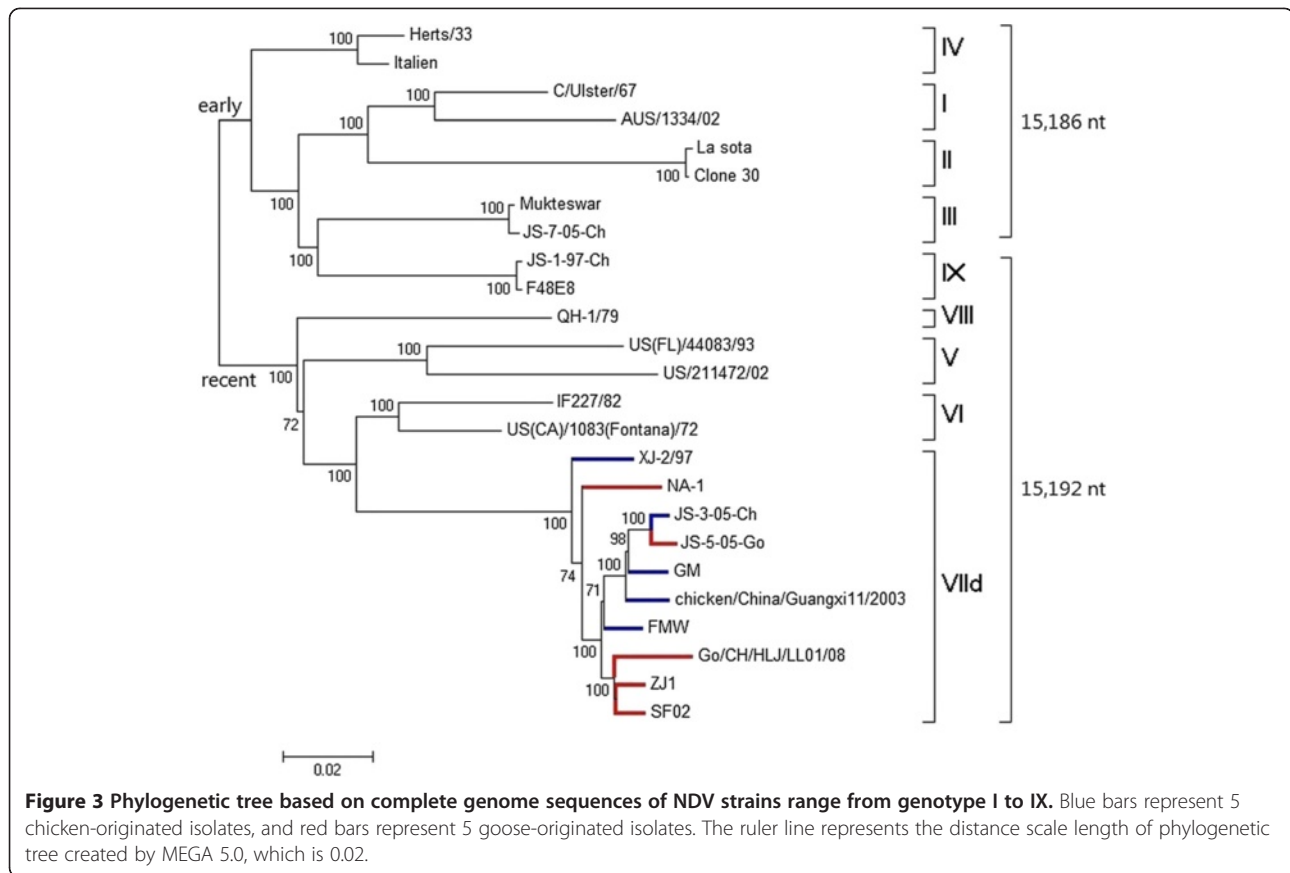 Herts/33
100
Italien
IV
early
C/Ulster/67
100
AUS/1334/02
I
15,186 nt
100
La sota
100 Clone 30
II
100
Mukteswar
100
JS-7-05-Ch
III
100
JS-1-97-Ch
100 F48E8
IX
QH-1/79
VIII
recent
100
US(FL)/44083/93
100
US/211472/02
V
72
IF227/82
100
US(CA)/1083(Fontana)/72
VI
100
XJ-2/97
15,192 nt
NA-1
100
JS-3-05-Ch
100
JS-5-05-Go
98
GM
100
74
71
chicken/China/Guangxi11/2003
VIId
FMW
100
Go/CH/HLJ/LL01/08
100
ZJ1
SF02
0.02
Figure 3 Phylogenetic tree based on complete genome sequences of NDV strains range from genotype I to IX. Blue bars represent 5
chicken-originated isolates, and red bars represent 5 goose-originated isolates. The ruler line represents the distance scale length of phylogenetic
tree created by MEGA 5.0, which is 0.02.